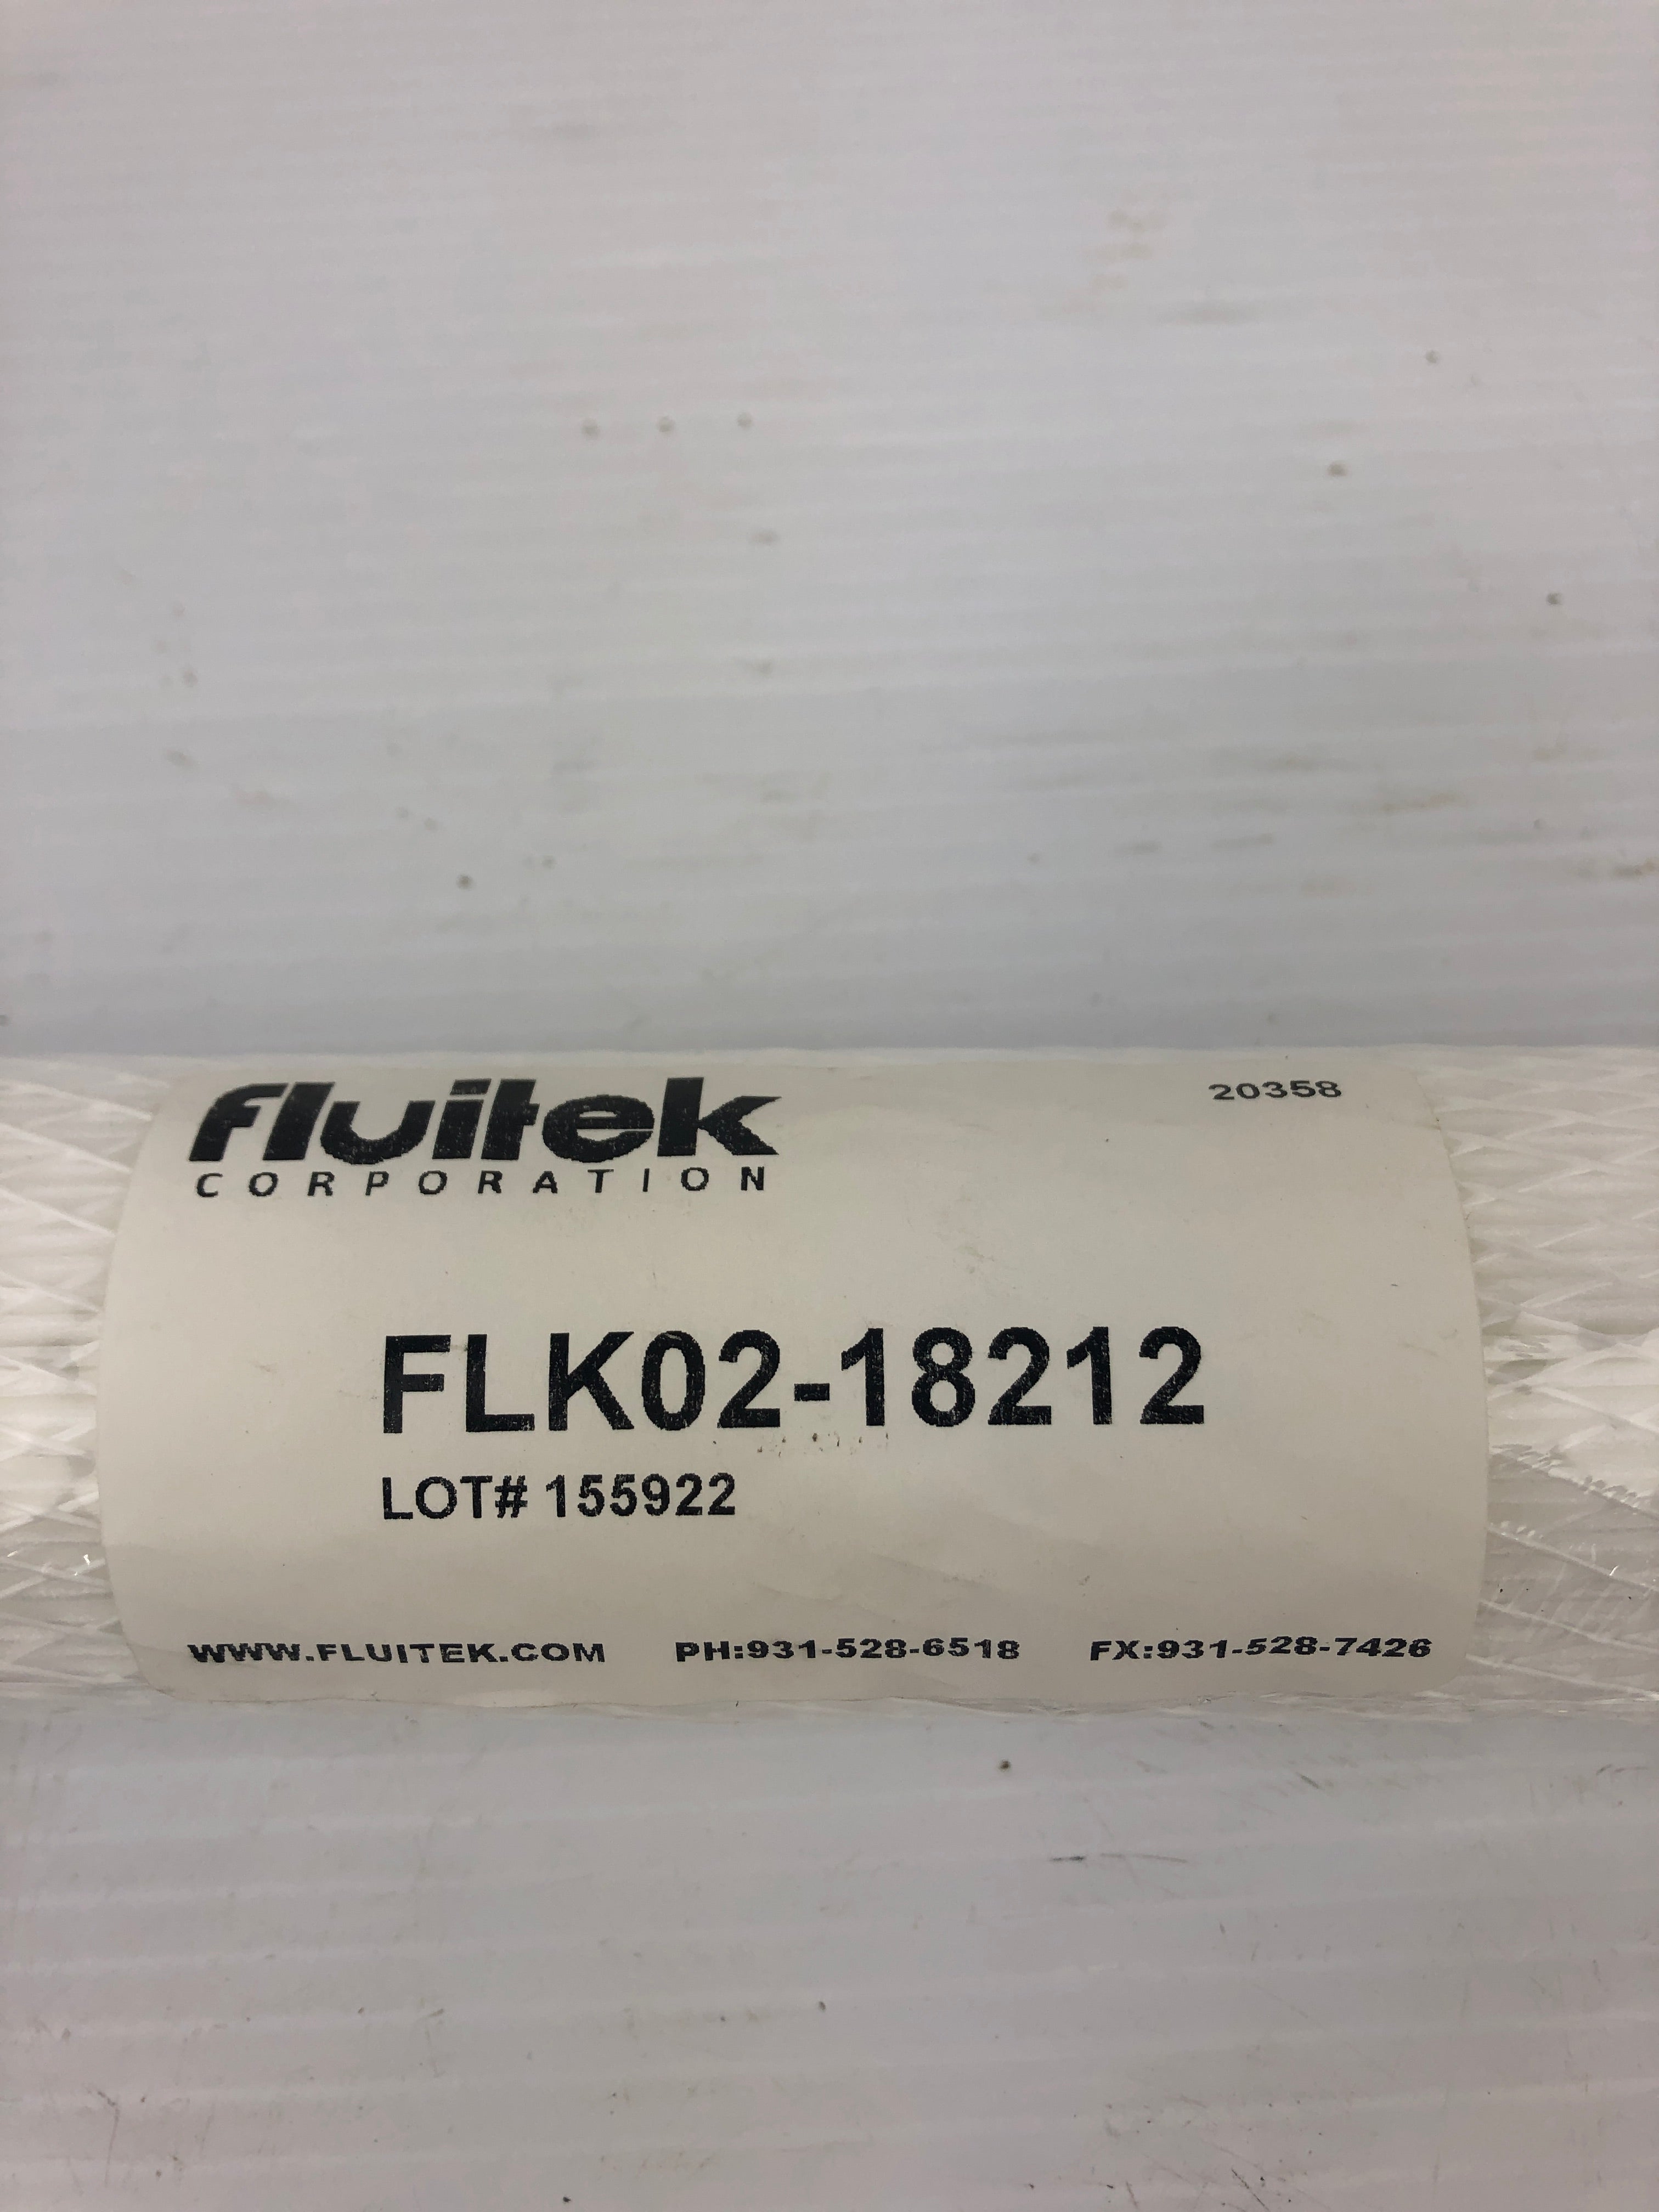 fluitek
CORPORATION
20358
FLK02-18212
LOT# 155922
WWW.FLUITEK.COM PH:931-528-6518 FX:931-528-7426